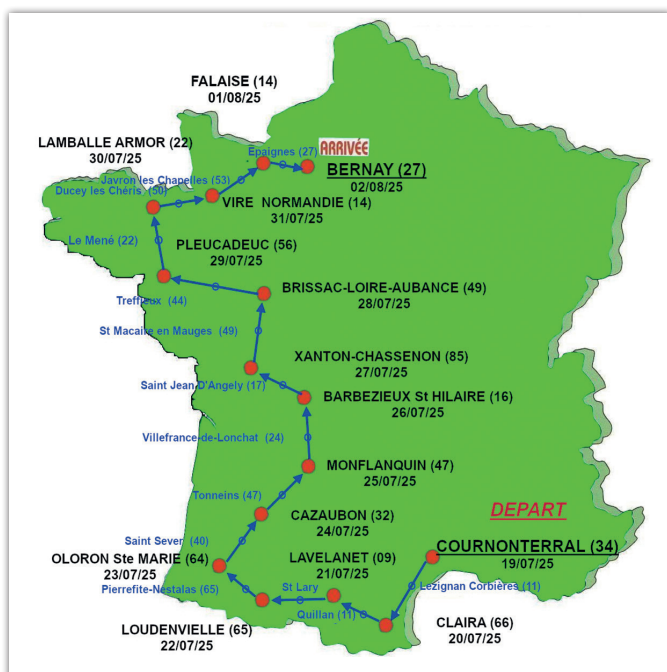 FALAISE (14)
01/08/25
LAMBALLE ARMOR (22)
30/07/25
Epaignes (27)
ARRIVÉE
BERNAY (27)
02/08/25
Javron les Chapelles (53)
Ducey les Chéris (50)
VIRE NORMANDIE (14)
31/07/25
Le Mené (22)
PLEUCADEUC (56)
29/07/25
BRISSAC-LOIRE-AUBANCE (49)
28/07/25
Treffieux (44)
St Macaire en Mauges (49)
XANTON-CHASSENON (85)
27/07/25
Saint Jean D'Angely (17)
BARBEZIEUX St HILAIRE (16)
26/07/25
Villefranche-de-Lonchat (24)
MONFLANQUIN (47)
25/07/25
Tonneins (47)
CAZAUBON (32)
24/07/25
DEPART
COURNONTERRAL (34)
19/07/25
Saint Sever (40)
OLORON Ste MARIE (64)
23/07/25
LAVELANET (09)
21/07/25
Pierrefite-Nestalas (65)
St Lary
Lezignan Corbières (11)
Quillan (11)
LOUDENVIELLE (65)
22/07/25
CLAIRA (66)
20/07/25